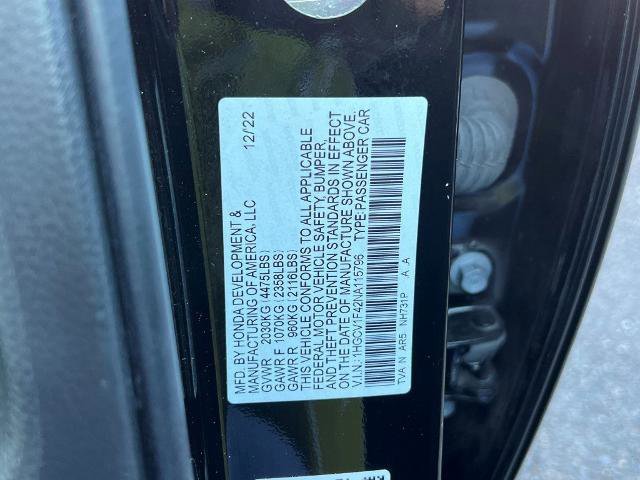 MFD. BY HONDA DEVELOPMENT & 12/22
MANUFACTURING OF AMERICA, LLC
GVWR 2030KG (4475LBS)
GAWR F 1070KG (2358LBS)
GAWR R 960KG (2116LBS)
THIS VEHICLE CONFORMS TO ALL APPLICABLE
FEDERAL MOTOR VEHICLE SAFETY, BUMPER,
AND THEFT PREVENTION STANDARDS IN EFFECT
ON THE DATE OF MANUFACTURE SHOWN ABOVE.
V.I.N.: 1HGCV1F42NA115796 TYPE:PASSENGER CAR
TVA N AR5 NH731P A .A